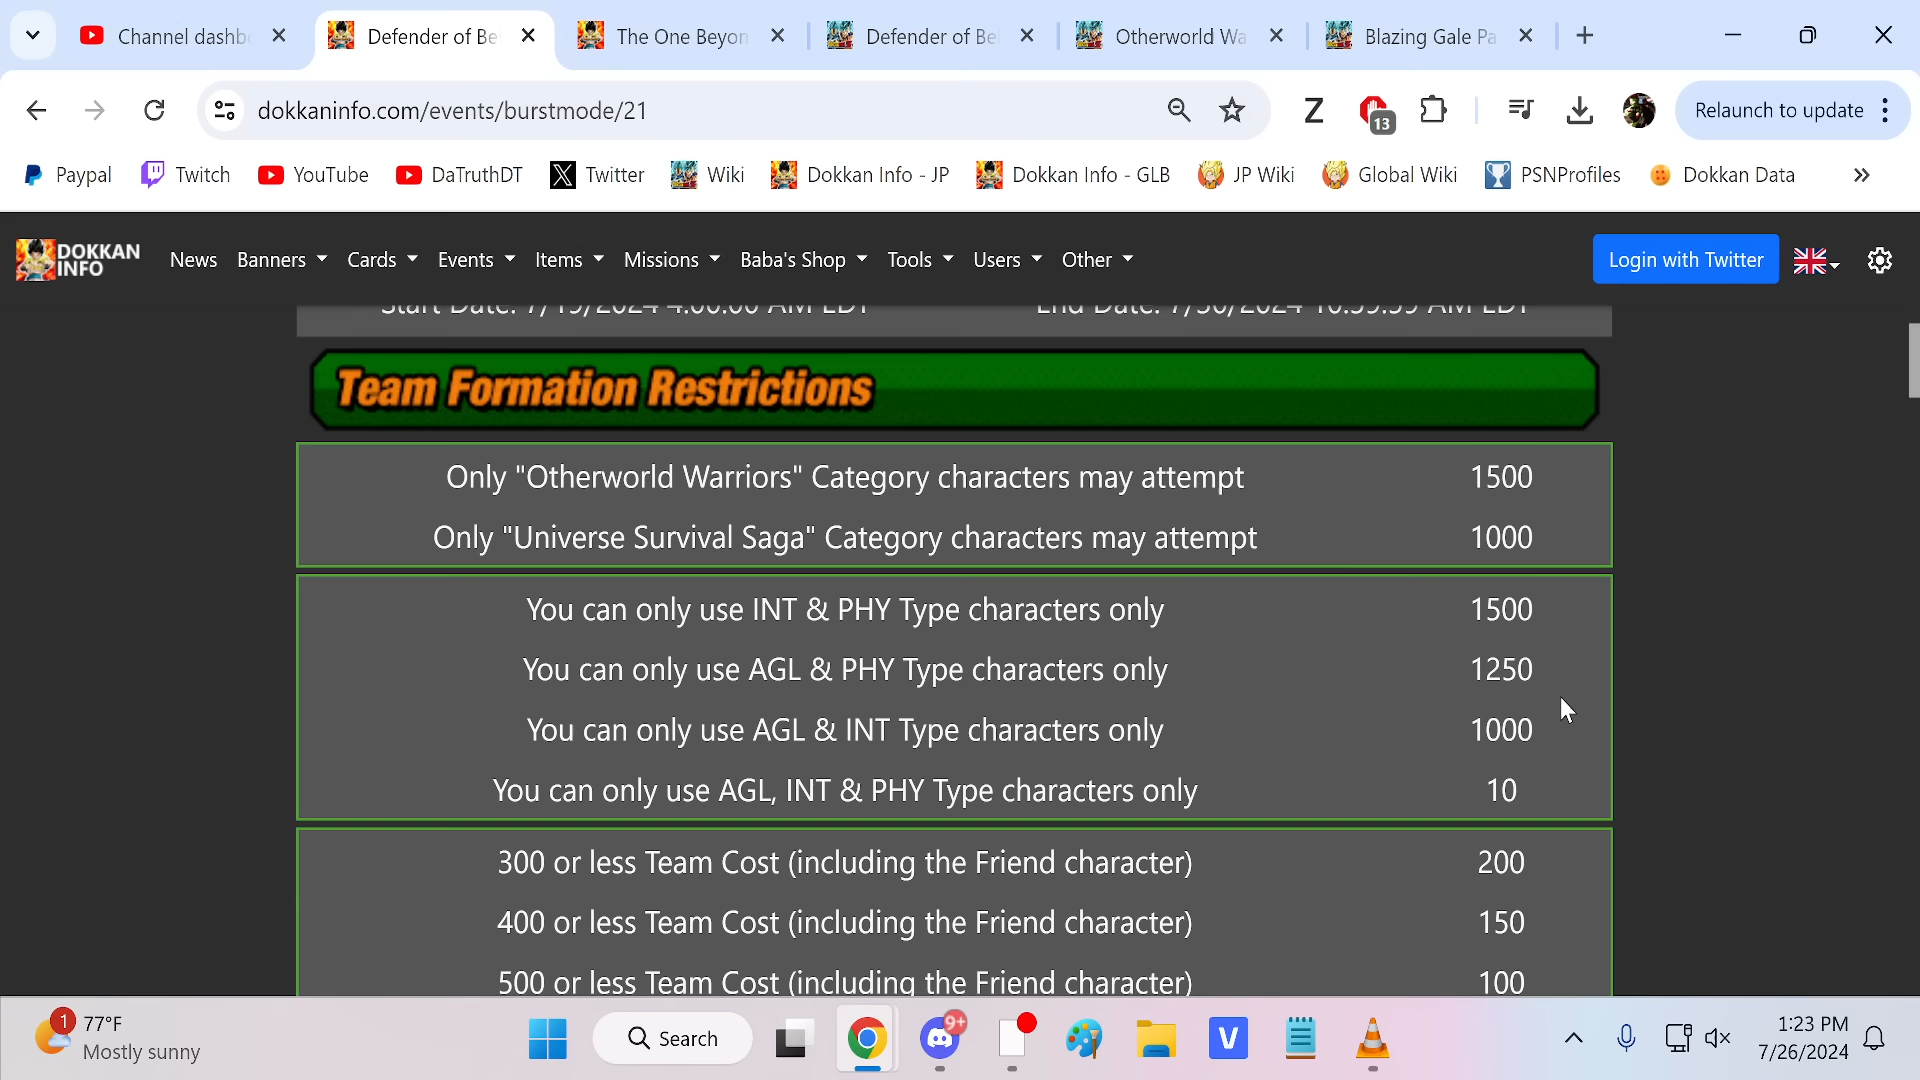 Channel dashb
Defender of Be
The One Beyon
Defender of Be
Otherworld Wa
Blazing Gale Pa
dokkaninfo.com/events/burstmode/21
Z
13
Relaunch to update
Paypal
Twitch
YouTube
DaTruthDT
Twitter
Wiki
Dokkan Info - JP
Dokkan Info - GLB
JP Wiki
Global Wiki
PSNProfiles
Dokkan Data
»
DOKKAN
INFO
News
Banners
Cards
Events
Items
Missions
Baba's Shop
Tools
Users
Other
Login with Twitter
Team Formation Restrictions
Only "Otherworld Warriors" Category characters may attempt 1500
Only "Universe Survival Saga" Category characters may attempt 1000
You can only use INT & PHY Type characters only 1500
You can only use AGL & PHY Type characters only 1250
You can only use AGL & INT Type characters only 1000
You can only use AGL, INT & PHY Type characters only 10
300 or less Team Cost (including the Friend character) 200
400 or less Team Cost (including the Friend character) 150
500 or less Team Cost (including the Friend character) 100
1
77°F
Mostly sunny
Search
9+
V
1:23 PM
7/26/2024